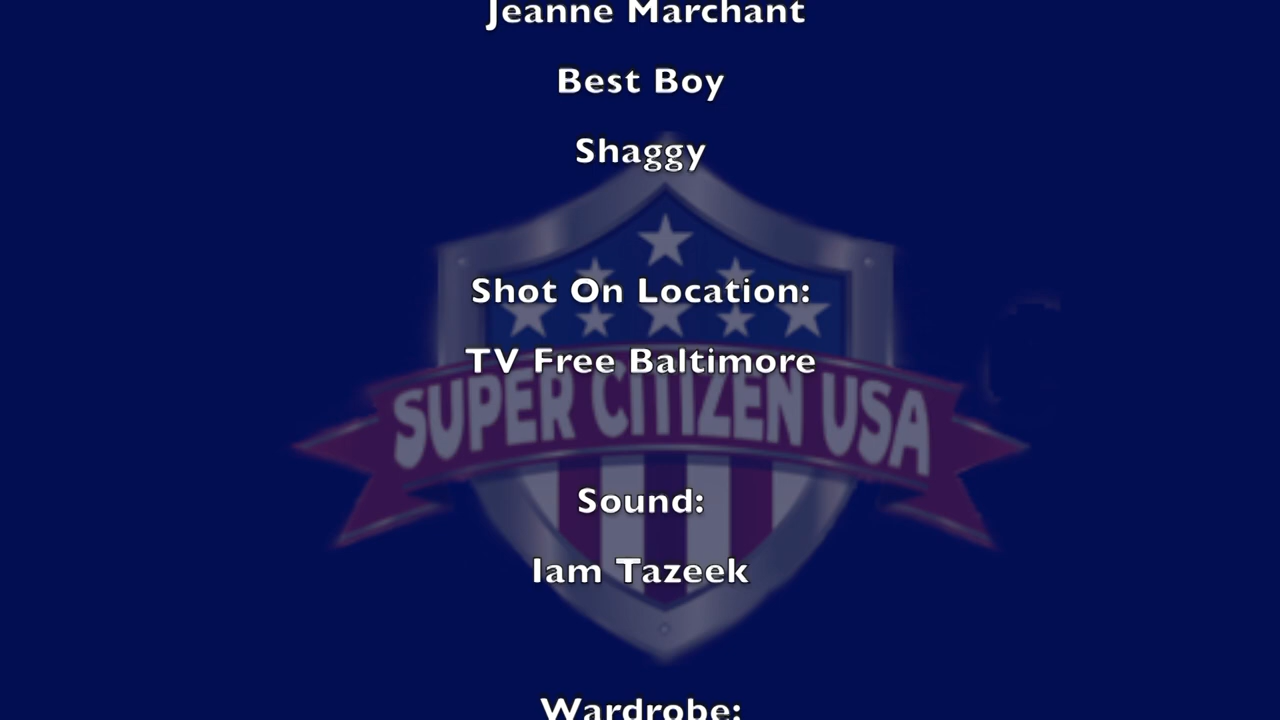 Jeanne Marchant
Best Boy
Shaggy
Shot On Location:
TV Free Baltimore
SUPER CITIZEN USA
Sound:
Iam Tazeek
Wardrobe: